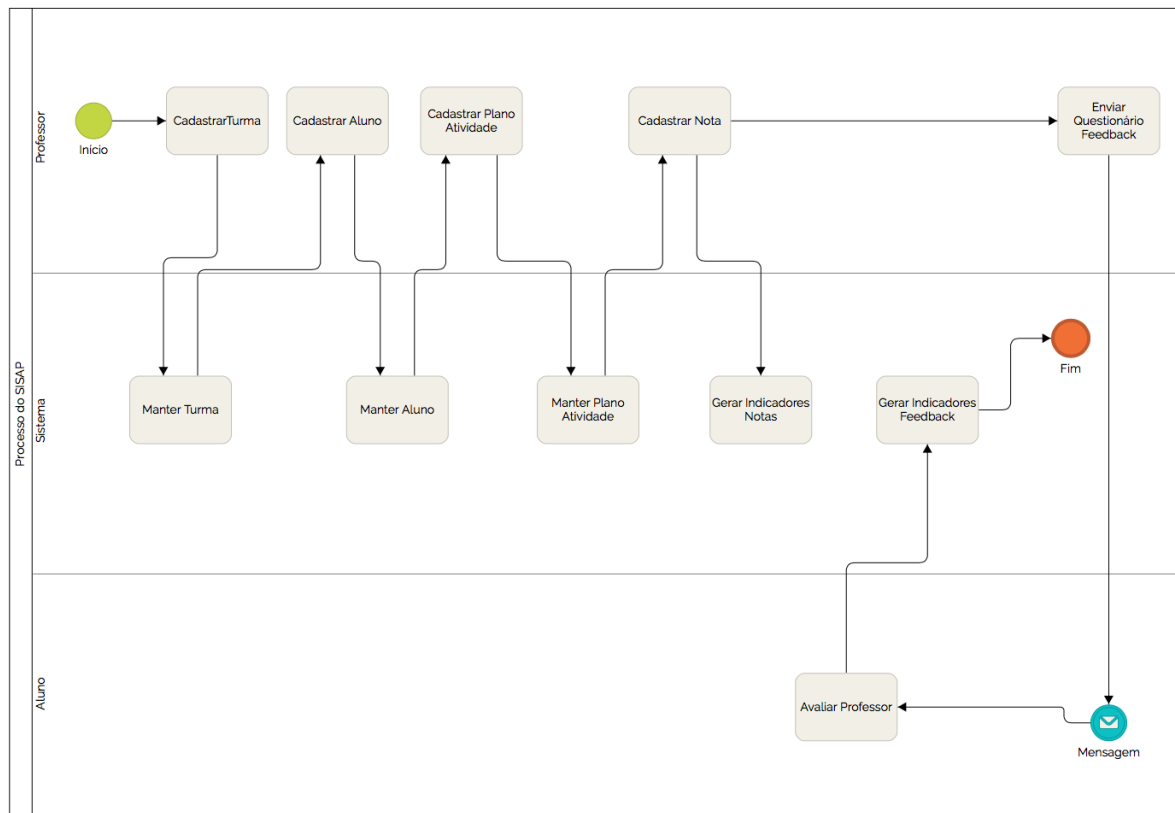 Processo do SISAP
Professor
Início
CadastrarTurma
Cadastrar Aluno
Cadastrar Plano
Atividade
Cadastrar Nota
Enviar
Questionário
Feedback
Sistema
Manter Turma
Manter Aluno
Manter Plano
Atividade
Gerar Indicadores
Notas
Gerar Indicadores
Feedback
Fim
Aluno
Avaliar Professor
Mensagem